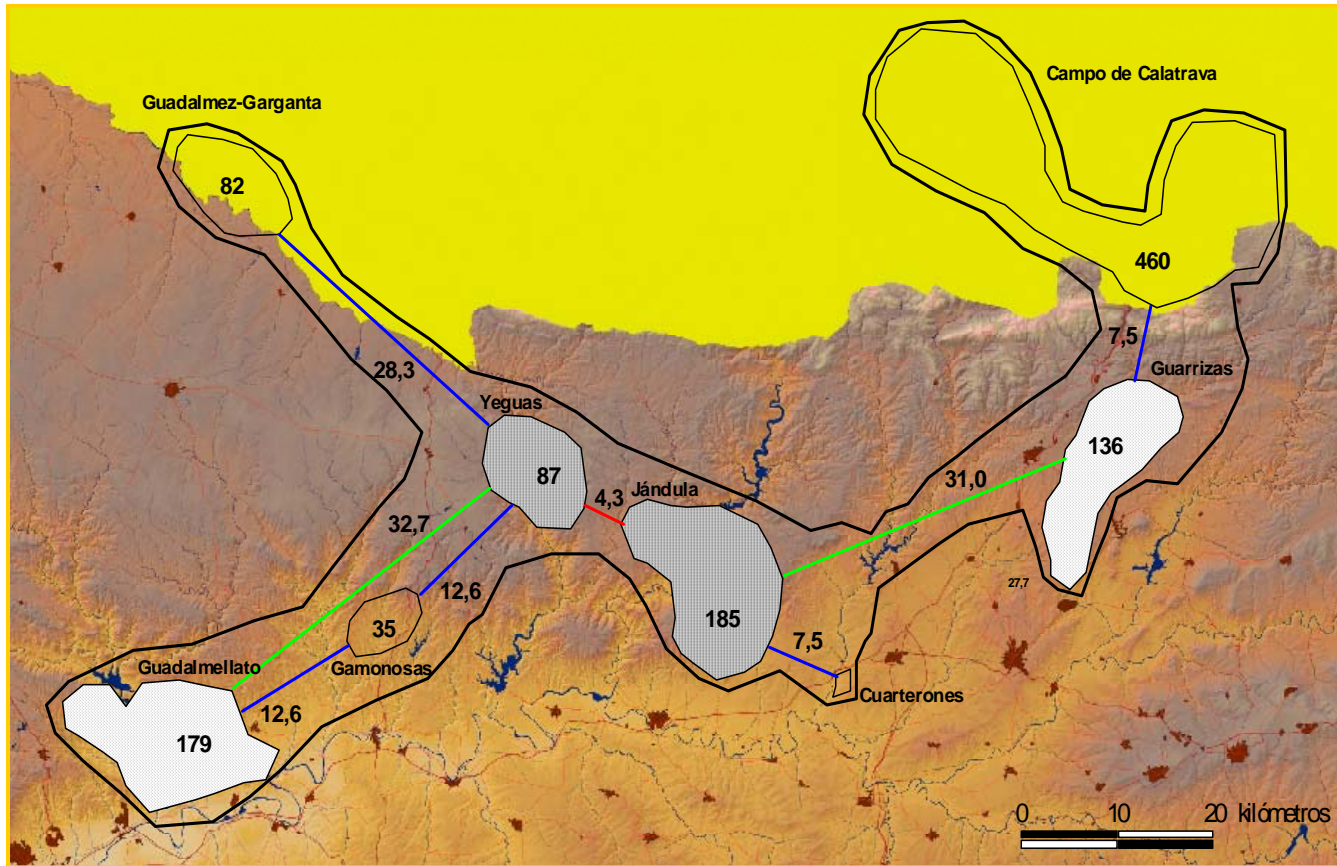 Campo de Calatrava
Guadalmez-Garganta
82
460
7,5
Guarrizas
28,3
Yeguas
136
87
Jándula
4,3
31,0
32,7
27,7
12,6
185
35
7,5
Guadalmellato
Gamonosas
Cuarterones
12,6
179
0 10 20 kilómetros